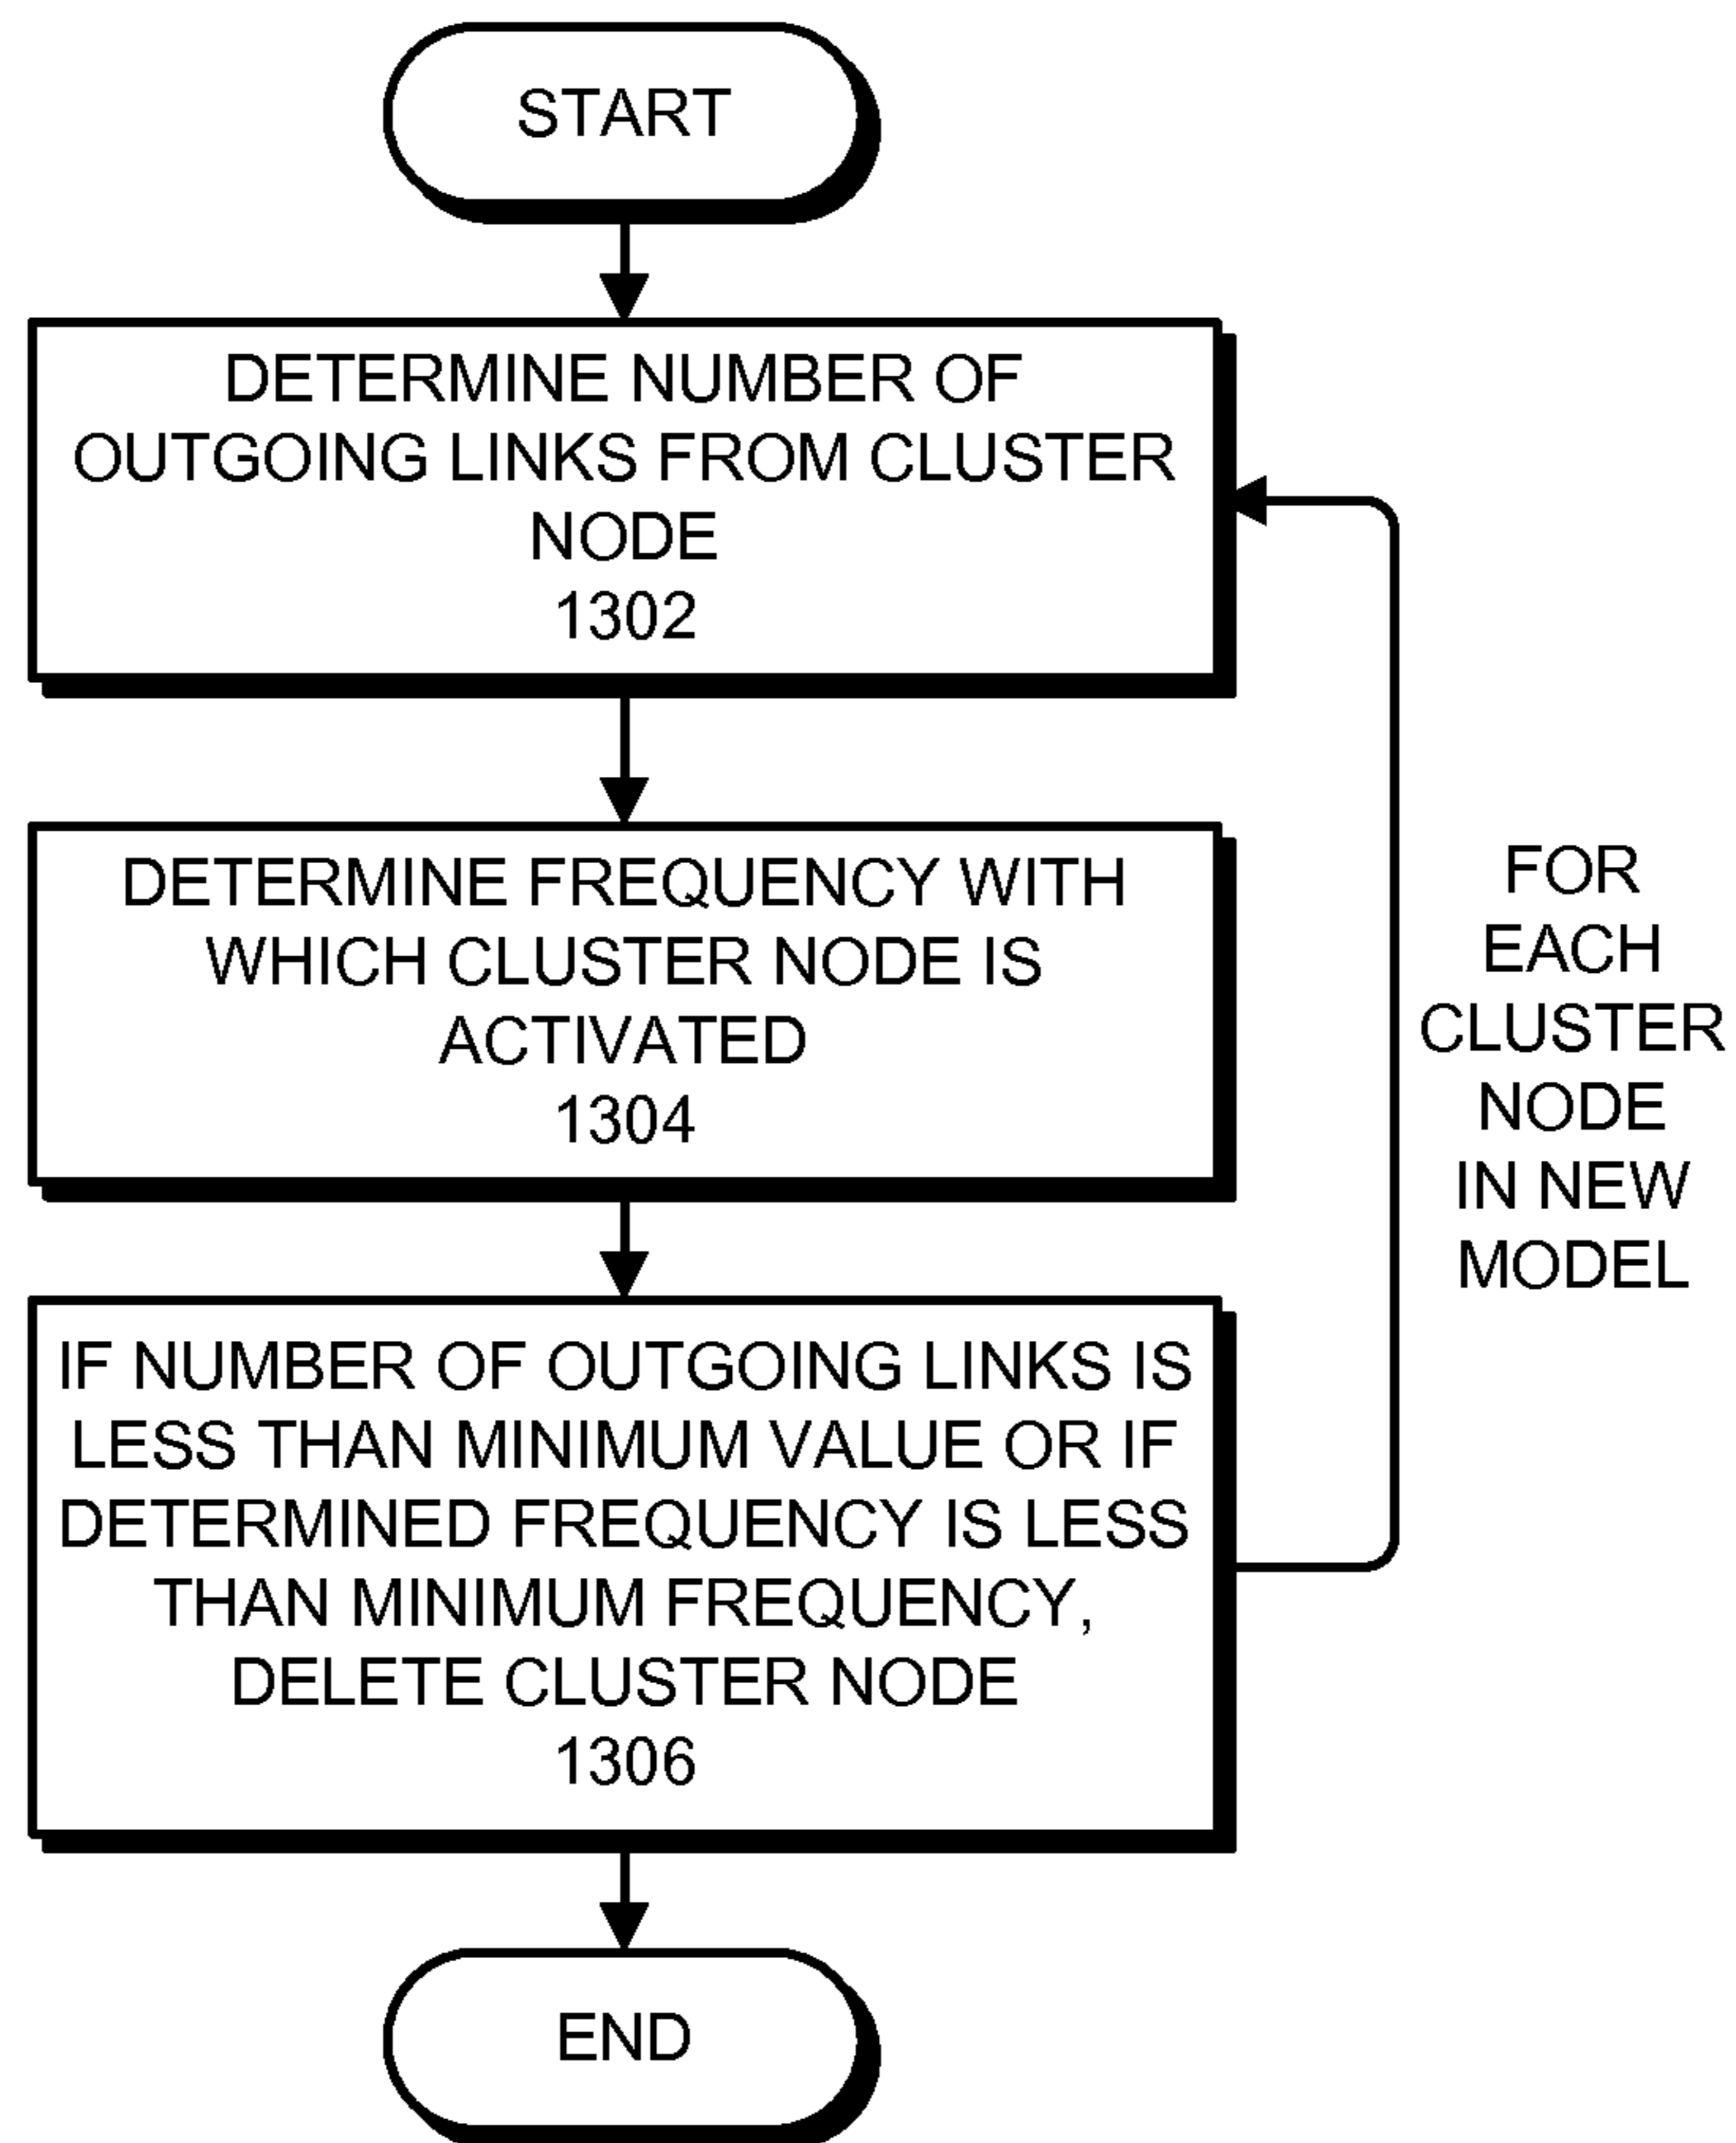 START
DETERMINE NUMBER OF
OUTGOING LINKS FROM CLUSTER
NODE
1302
DETERMINE FREQUENCY WITH
WHICH CLUSTER NODE IS
ACTIVATED
1304
FOR
EACH
CLUSTER
NODE
IN NEW
MODEL
IF NUMBER OF OUTGOING LINKS IS
LESS THAN MINIMUM VALUE OR IF
DETERMINED FREQUENCY IS LESS
THAN MINIMUM FREQUENCY,
DELETE CLUSTER NODE
1306
END